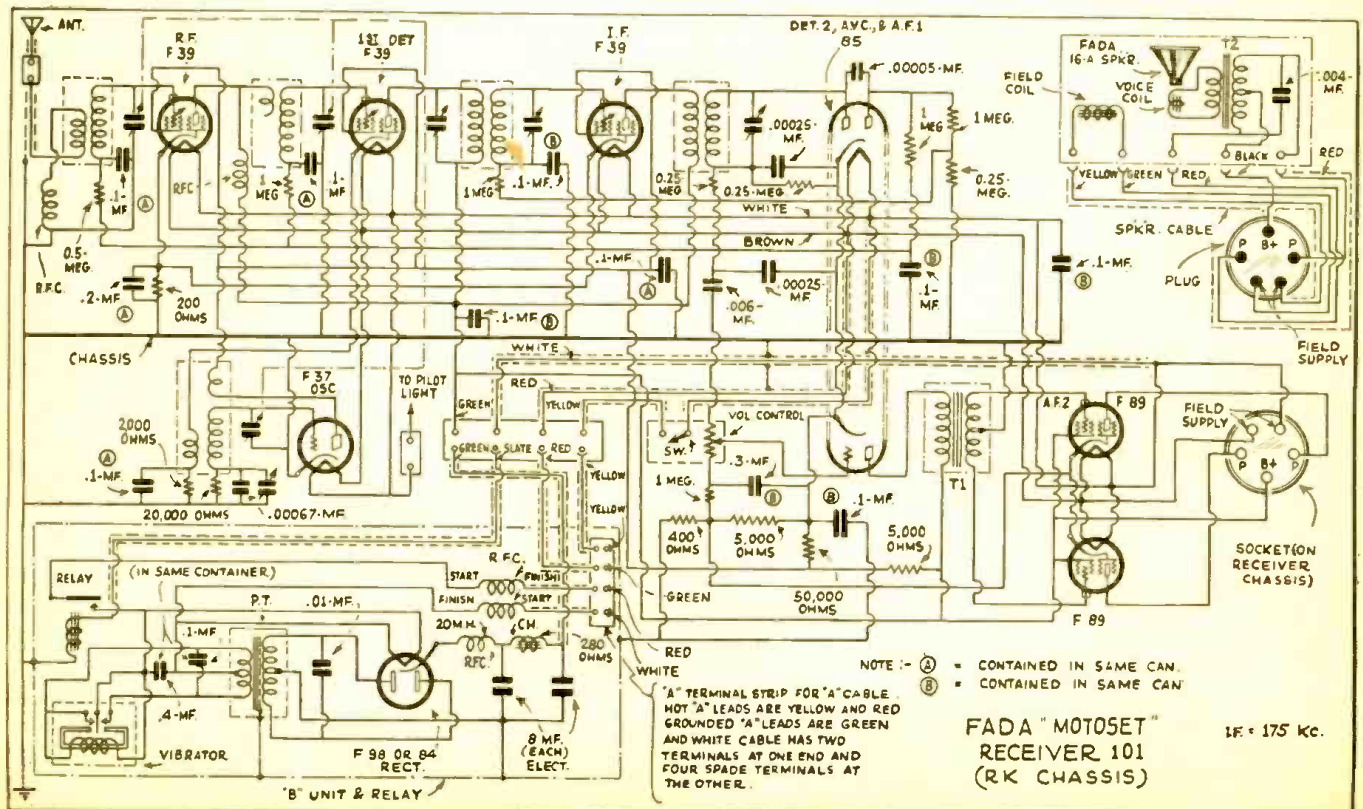 ANT.
R.F.
F 39
1ST DET
F 39
I.F.
F 39
DET. 2, A.V.C., & A.F.1
85
.00005-MF.
FADA
16-A SPKR.
T2
FIELD
COIL
VOICE
COIL
.004-
MF.
1
MEG
1 MEG.
.00025-
MF.
B
.1-
MF
A
RFC
1
MEG
.1-
MF
A
1 MEG
.1-MF.
0.25-
MEG
0.25-MEG
0.25-
MEG.
BLACK
RED
YELLOW
GREEN
RED
WHITE
BROWN
SPKR. CABLE
PLUG
P
B+
P
FIELD
SUPPLY
0.5-
MEG.
R.F.C.
.2-MF.
A
200
OHMS
.1-MF.
A
.00025
MF.
.006-
MF.
B
.1-
MF.
.1-MF.
B
.1-MF.
B
CHASSIS
WHITE
RED
F 37
OSC
TO PILOT
LIGHT
GREEN
YELLOW
VOL CONTROL
A.F.2
F 89
FIELD
SUPPLY
P
B+
P
2,000
OHMS
GREEN
SLATE
RED
YELLOW
SW.
.3-MF
B
T1
A
.1-MF.
20,000 OHMS
.00067-MF.
YELLOW
1 MEG.
B
.1-MF.
400
OHMS
5,000
OHMS
5,000
OHMS
50,000
OHMS
SOCKET (ON
RECEIVER
CHASSIS)
F 89
RELAY
(IN SAME CONTAINER)
R.F.C.
START
FINISH
FINISH
START
GREEN
P.T.
.01-MF.
.1-MF
20 M.H.
CH.
RFC.
280
OHMS
RED
WHITE
.4-MF.
VIBRATOR
F 98 OR 84
RECT.
8 MF.
(EACH)
ELECT.
"B" UNIT & RELAY
"A" TERMINAL STRIP FOR "A" CABLE.
HOT "A" LEADS ARE YELLOW AND RED
GROUNDED "A" LEADS ARE GREEN
AND WHITE CABLE HAS TWO
TERMINALS AT ONE END AND
FOUR SPADE TERMINALS AT
THE OTHER.
NOTE :- A = CONTAINED IN SAME CAN.
B = CONTAINED IN SAME CAN
FADA "MOTOSET"
RECEIVER 101
(RK CHASSIS)
I.F. = 175 KC.